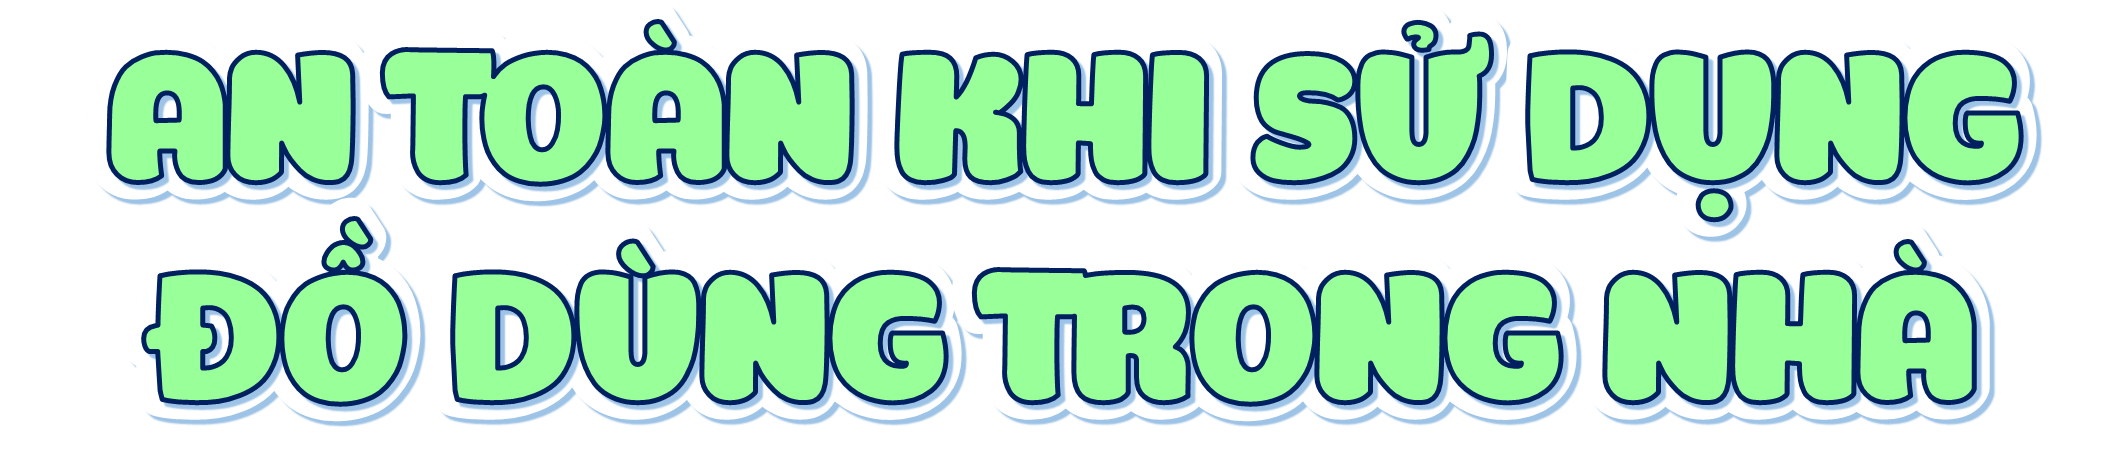 AN TOÀN KHI SỬ DỤNG
ĐỒ DÙNG TRONG NHÀ